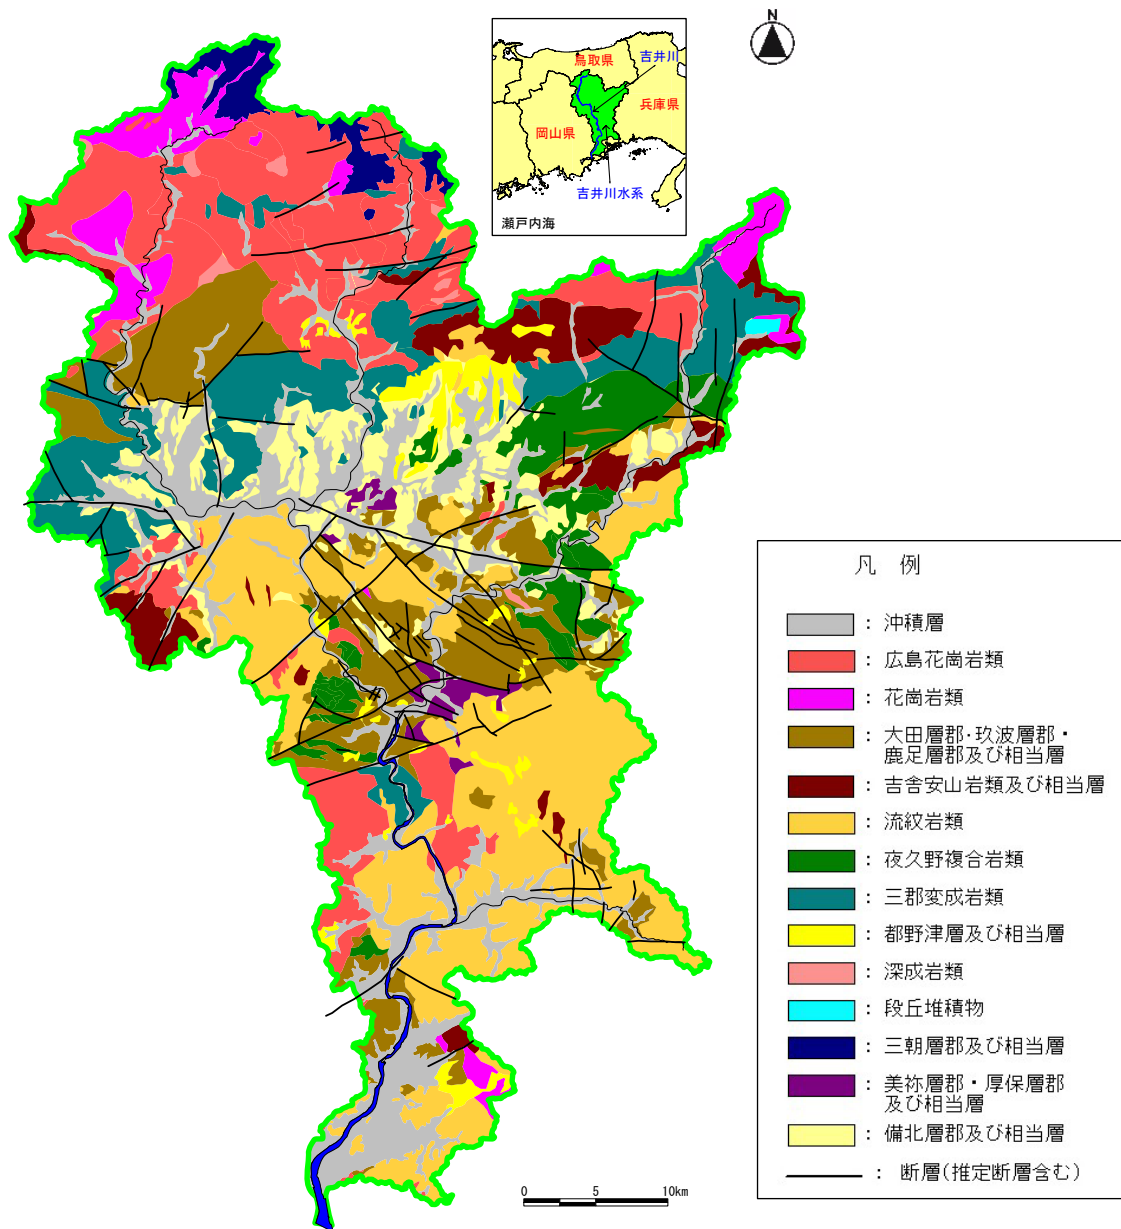 N
鳥取県
吉井川
兵庫県
岡山県
吉井川水系
瀬戸内海
凡 例
：沖積層
：広島花崗岩類
：花崗岩類
：大田層郡・玖波層郡・
鹿足層郡及び相当層
：吉舎安山岩類及び相当層
：流紋岩類
：夜久野複合岩類
：三郡変成岩類
：都野津層及び相当層
：深成岩類
：段丘堆積物
：三朝層郡及び相当層
：美祢層郡・厚保層郡
及び相当層
：備北層郡及び相当層
：断層(推定断層含む)
0 5 10km